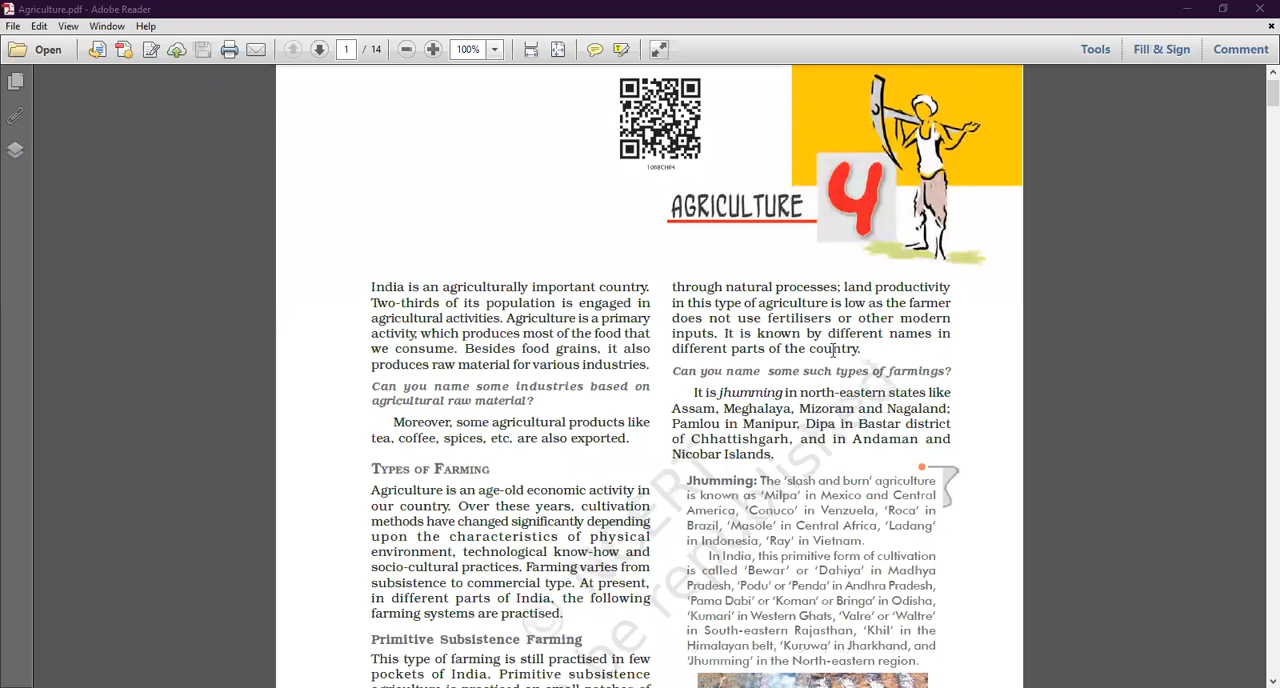 Agriculture.pdf - Adobe Reader
File Edit View Window Help
Open 1 / 14 100% Tools Fill & Sign Comment
1068CH04
AGRICULTURE 4
India is an agriculturally important country.
Two-thirds of its population is engaged in
agricultural activities. Agriculture is a primary
activity, which produces most of the food that
we consume. Besides food grains, it also
produces raw material for various industries.
Can you name some industries based on
agricultural raw material?
Moreover, some agricultural products like
tea, coffee, spices, etc. are also exported.
TYPES OF FARMING
Agriculture is an age-old economic activity in
our country. Over these years, cultivation
methods have changed significantly depending
upon the characteristics of physical
environment, technological know-how and
socio-cultural practices. Farming varies from
subsistence to commercial type. At present,
in different parts of India, the following
farming systems are practised.
Primitive Subsistence Farming
This type of farming is still practised in few
pockets of India. Primitive subsistence
agriculture is practised on small patches of
through natural processes; land productivity
in this type of agriculture is low as the farmer
does not use fertilisers or other modern
inputs. It is known by different names in
different parts of the country.
Can you name some such types of farmings?
It is jhumming in north-eastern states like
Assam, Meghalaya, Mizoram and Nagaland;
Pamlou in Manipur, Dipa in Bastar district
of Chhattishgarh, and in Andaman and
Nicobar Islands.
Jhumming: The 'slash and burn' agriculture
is known as 'Milpa' in Mexico and Central
America, 'Conuco' in Venzuela, 'Roca' in
Brazil, 'Masole' in Central Africa, 'Ladang'
in Indonesia, 'Ray' in Vietnam.
In India, this primitive form of cultivation
is called 'Bewar' or 'Dahiya' in Madhya
Pradesh, 'Podu' or 'Penda' in Andhra Pradesh,
'Pama Dabi' or 'Koman' or Bringa' in Odisha,
'Kumari' in Western Ghats, 'Valre' or 'Waltre'
in South-eastern Rajasthan, 'Khil' in the
Himalayan belt, 'Kuruwa' in Jharkhand, and
'Jhumming' in the North-eastern region.
© NCERT
be republished